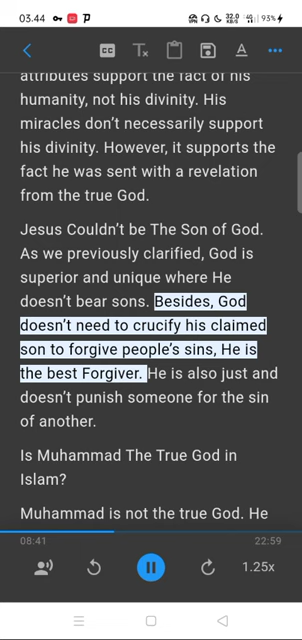 03.44
32.0
KB/S
4G
93%
CC
attributes support the fact of his
humanity, not his divinity. His
miracles don't necessarily support
his divinity. However, it supports the
fact he was sent with a revelation
from the true God.
Jesus Couldn't be The Son of God.
As we previously clarified, God is
superior and unique where He
doesn't bear sons. Besides, God
doesn't need to crucify his claimed
son to forgive people's sins, He is
the best Forgiver. He is also just and
doesn't punish someone for the sin
of another.
Is Muhammad The True God in
Islam?
Muhammad is not the true God. He
08:41 22:59
1.25x